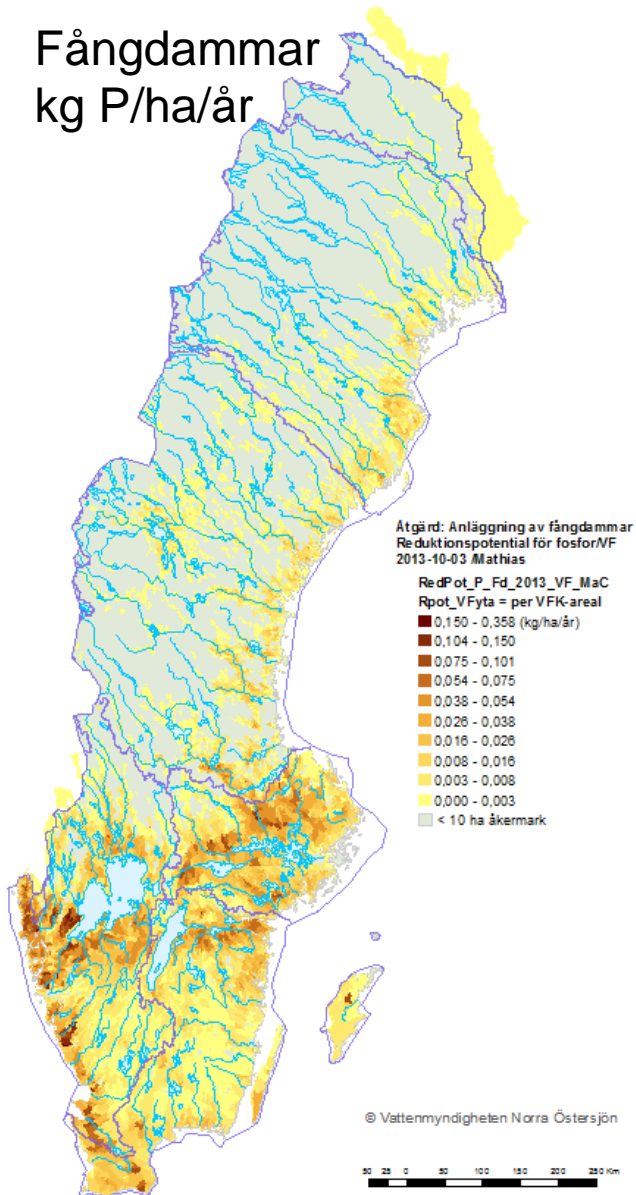 Fångdammar
kg P/ha/år
Åtgärd: Anläggning av fångdammar
Reduktionspotential för fosfor/VF
2013-10-03 /Mathias
RedPot_P_Fd_2013_VF_MaC
Rpot_VFyta = per VFK-areal
0,150 - 0,358 (kg/ha/år)
0,104 - 0,150
0,075 - 0,101
0,054 - 0,075
0,038 - 0,054
0,026 - 0,038
0,016 - 0,026
0,008 - 0,016
0,003 - 0,008
0,000 - 0,003
< 10 ha åkermark
© Vattenmyndigheten Norra Östersjön
50 25 0 50 100 150 200 250 Km